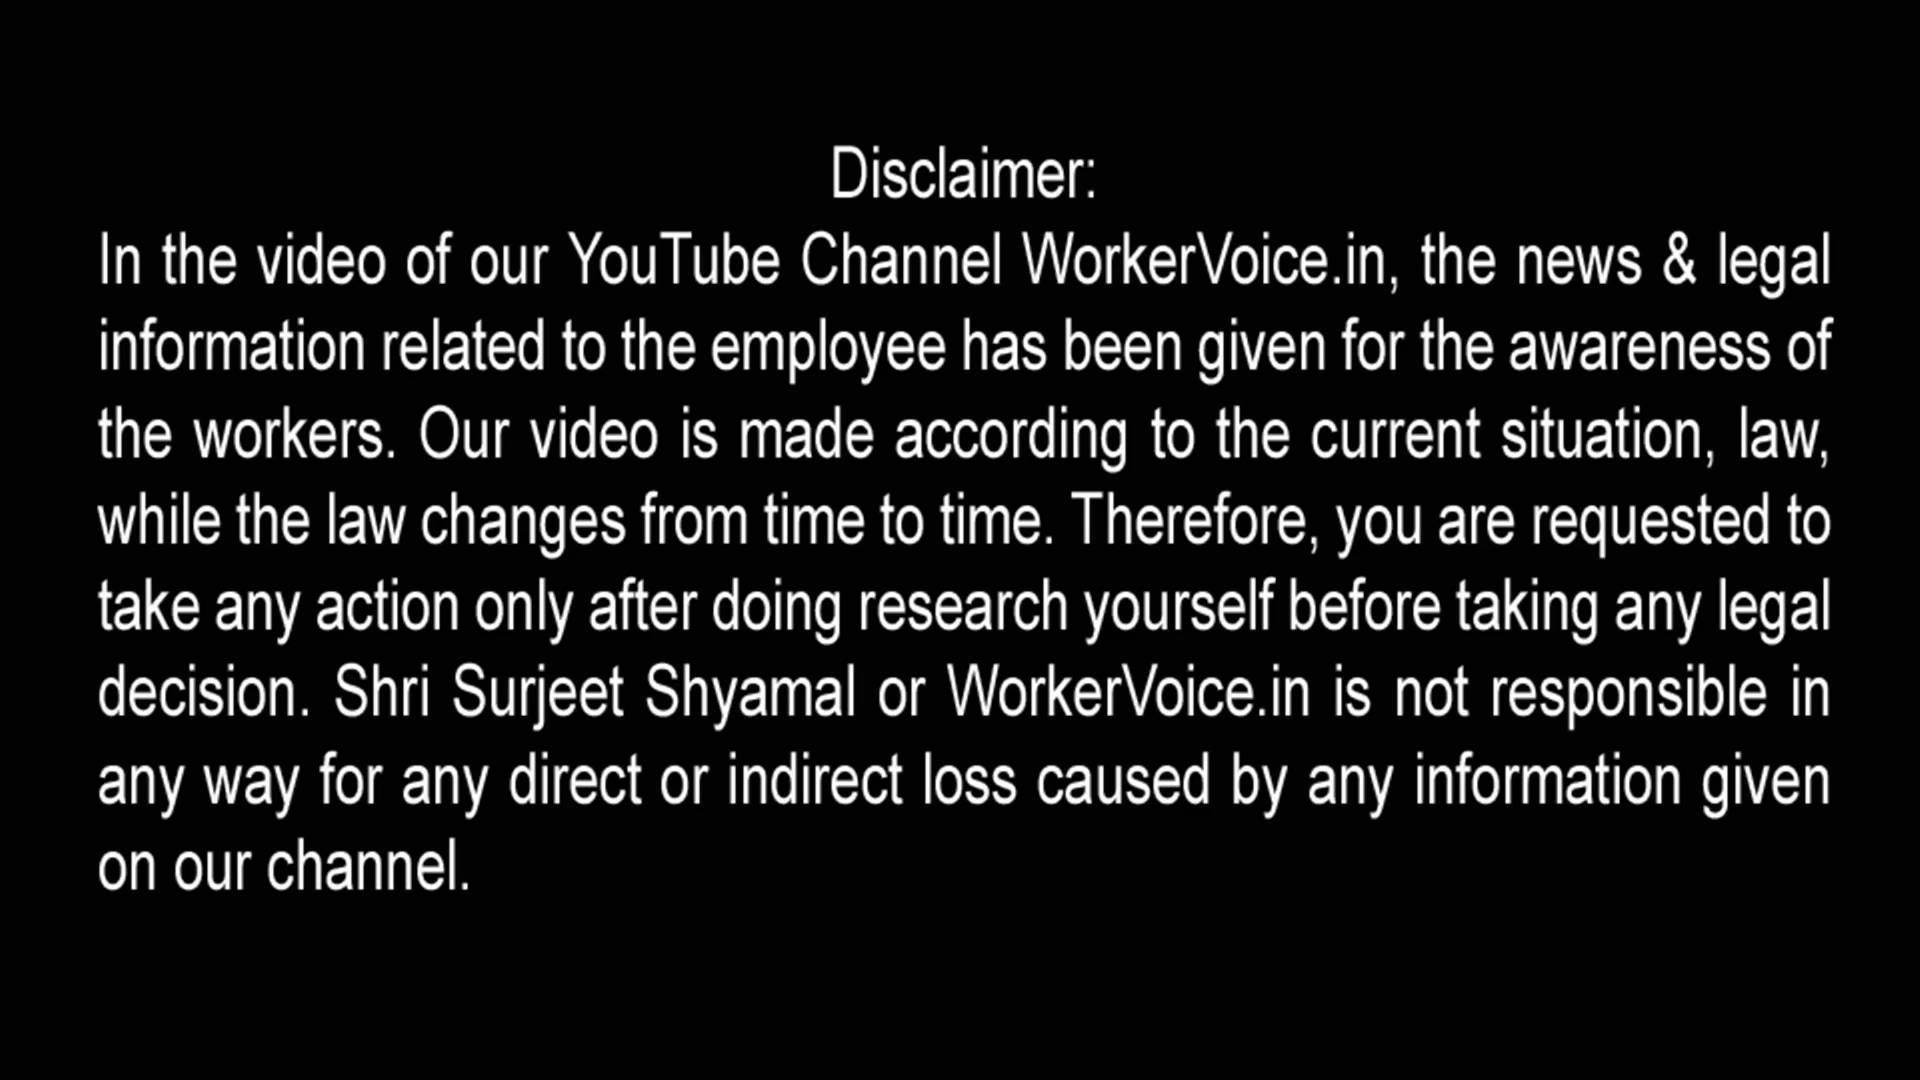 Disclaimer:
In the video of our YouTube Channel WorkerVoice.in, the news & legal
information related to the employee has been given for the awareness of
the workers. Our video is made according to the current situation, law,
while the law changes from time to time. Therefore, you are requested to
take any action only after doing research yourself before taking any legal
decision. Shri Surjeet Shyamal or WorkerVoice.in is not responsible in
any way for any direct or indirect loss caused by any information given
on our channel.